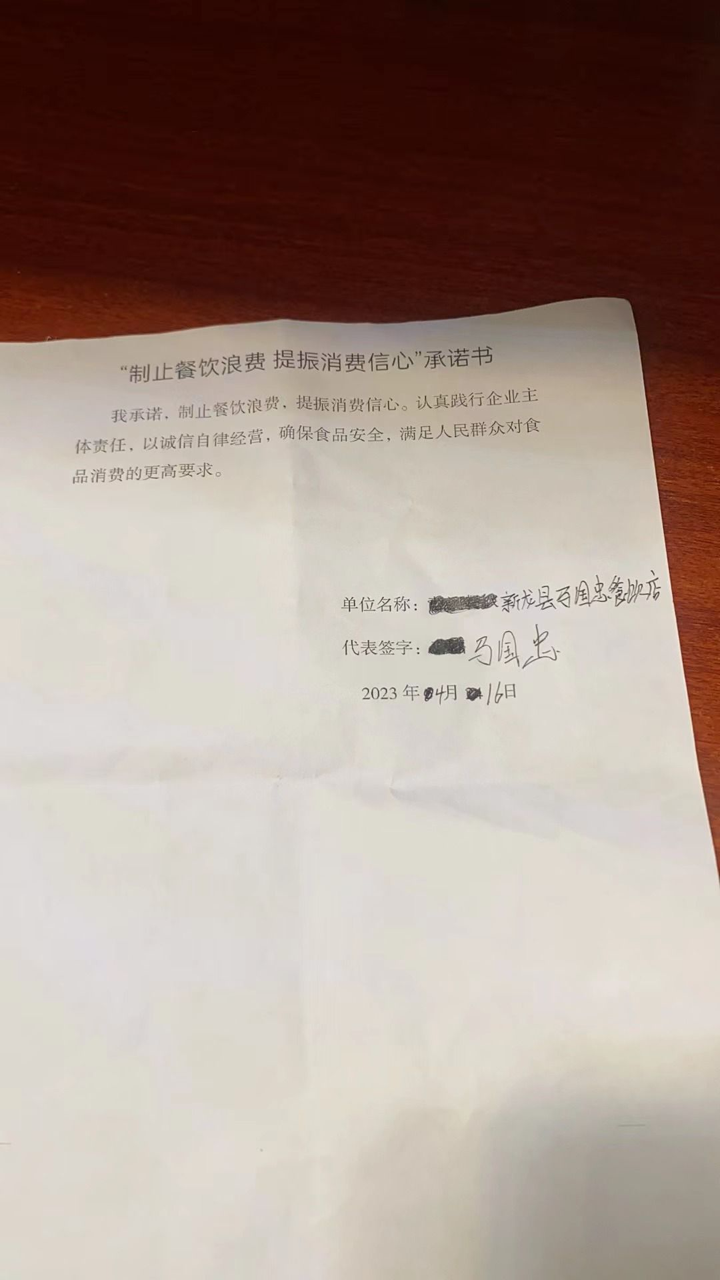 “制止餐饮浪费 提振消费信心”承诺书
我承诺，制止餐饮浪费，提振消费信心。认真践行企业主
体责任，以诚信自律经营，确保食品安全，满足人民群众对食
品消费的更高要求。
单位名称：新龙县马国忠餐饮店
代表签字：马国忠
2023年4月16日